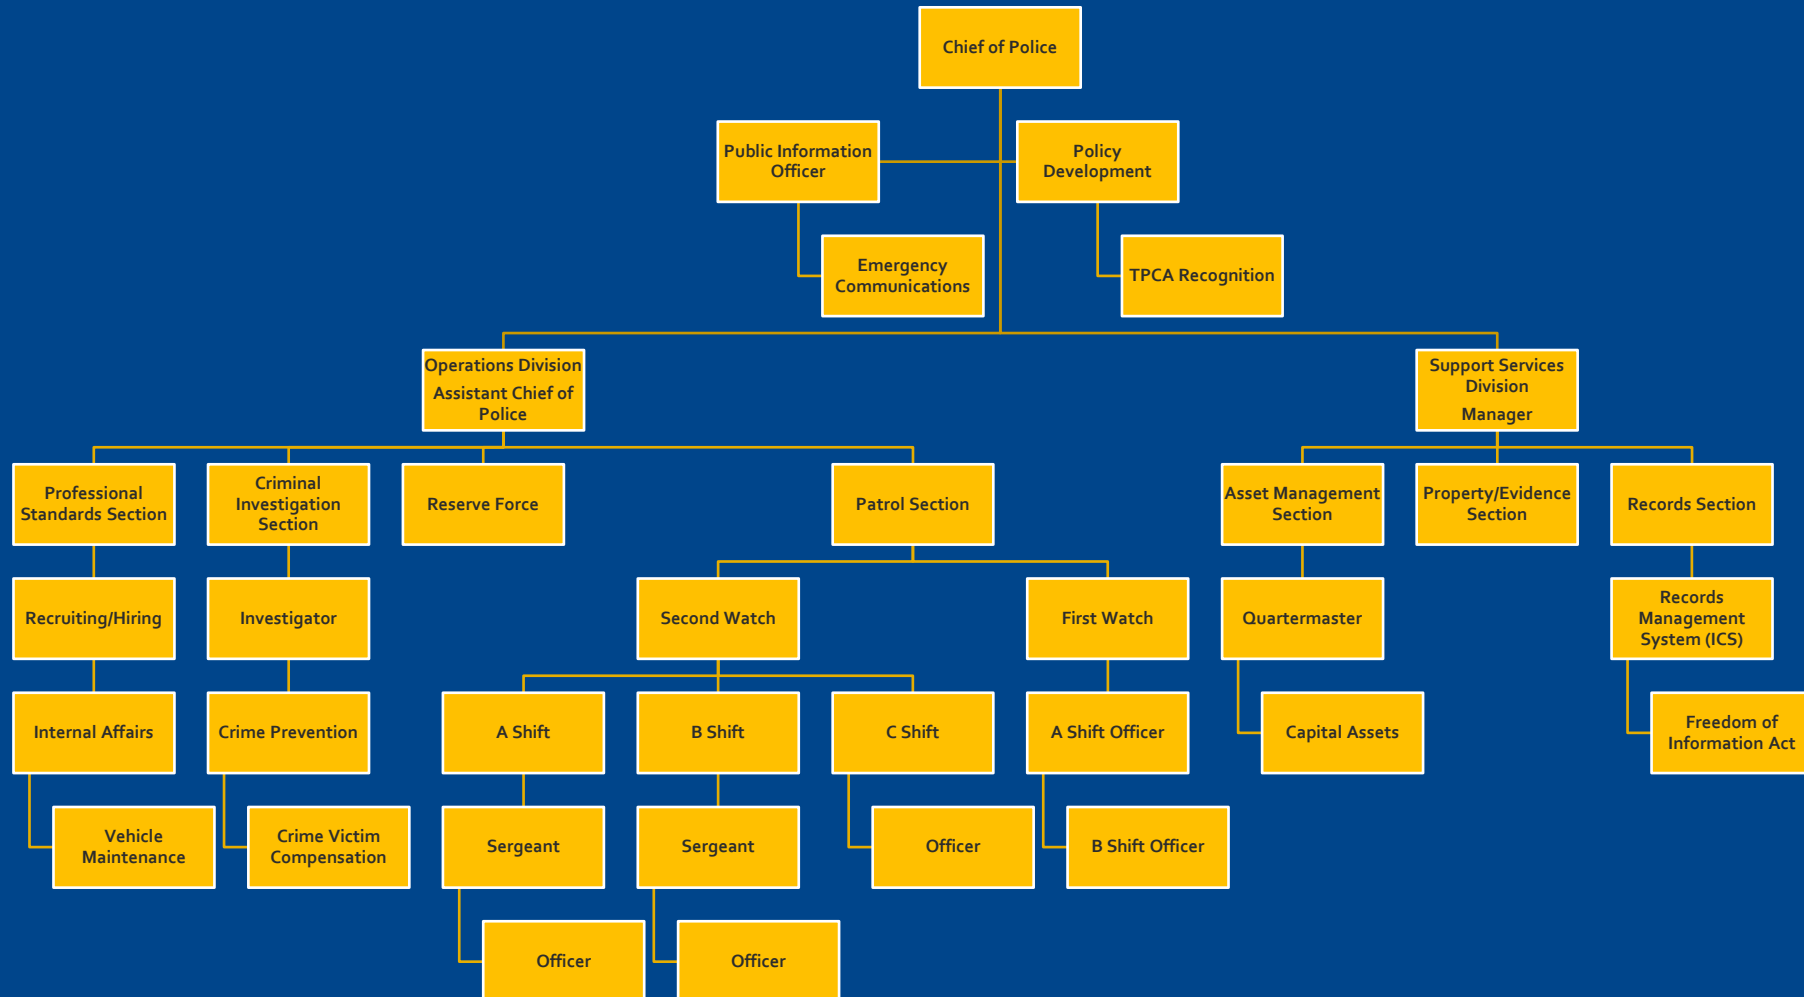 Chief of Police
Public Information
Officer
Policy
Development
Emergency
Communications
TPCA Recognition
Operations Division
Assistant Chief of
Police
Support Services
Division
Manager
Professional
Standards Section
Criminal
Investigation
Section
Reserve Force
Patrol Section
Asset Management
Section
Property/Evidence
Section
Records Section
Recruiting/Hiring
Investigator
Second Watch
First Watch
Quartermaster
Records
Management
System (ICS)
Internal Affairs
Crime Prevention
A Shift
B Shift
C Shift
A Shift Officer
Capital Assets
Freedom of
Information Act
Vehicle
Maintenance
Crime Victim
Compensation
Sergeant
Sergeant
Officer
B Shift Officer
Officer
Officer